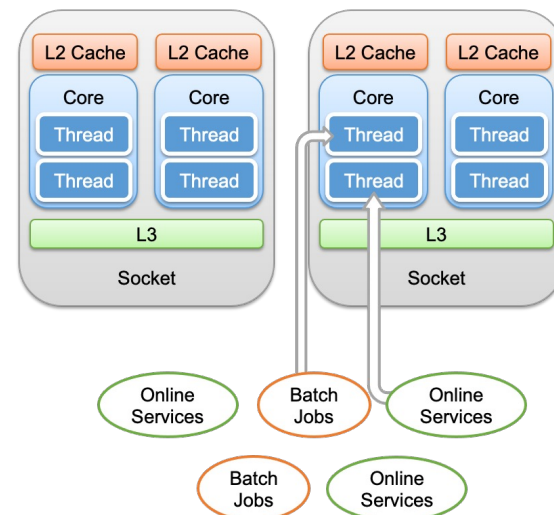 L2 Cache
L2 Cache
L2 Cache
L2 Cache
Core
Core
Core
Core
Thread
Thread
Thread
Thread
Thread
Thread
Thread
Thread
L3
L3
Socket
Socket
Online
Services
Batch
Jobs
Online
Services
Batch
Jobs
Online
Services